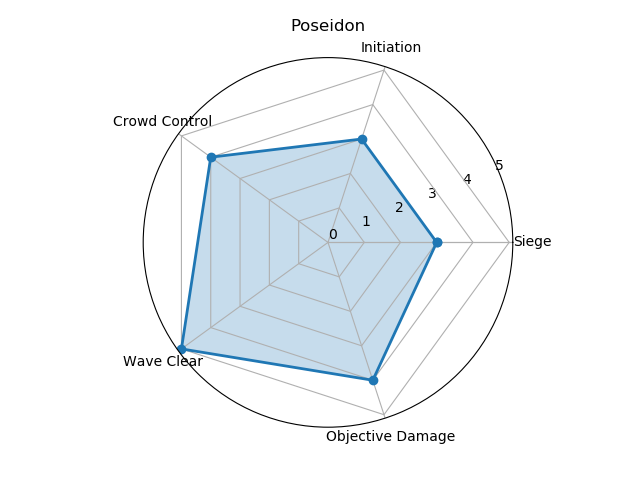 Poseidon
Initiation
Crowd Control
5
4
3
2
1
0
Siege
Wave Clear
Objective Damage